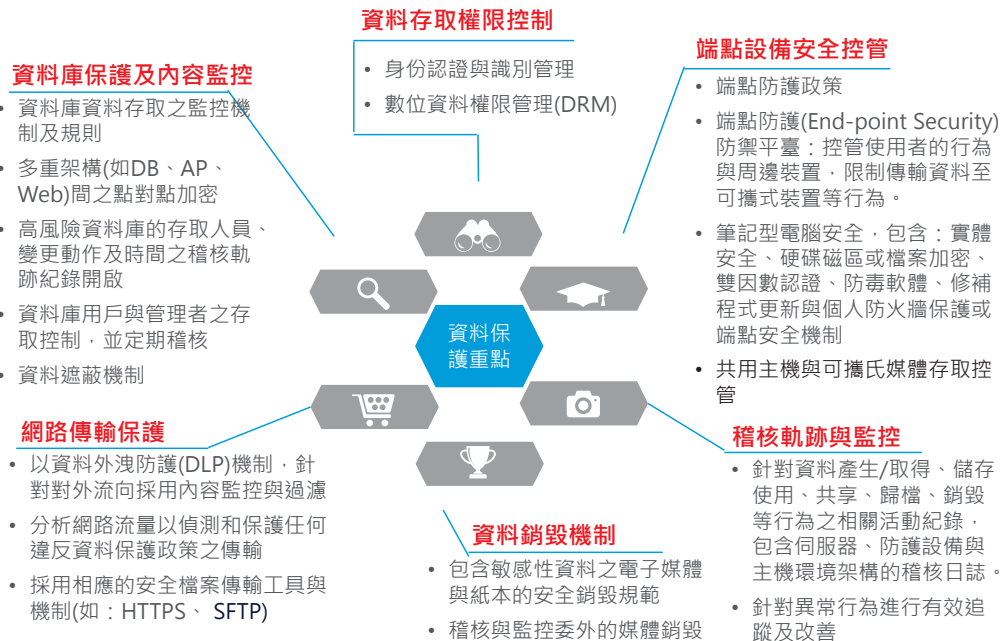 資料存取權限控制
• 身份認證與識別管理
• 數位資料權限管理(DRM)
資料庫保護及內容監控
• 資料庫資料存取之監控機
制及規則
• 多重架構(如DB、AP、
Web)間之點對點加密
• 高風險資料庫的存取人員、
變更動作及時間之稽核軌
跡紀錄開啟
• 資料庫用戶與管理者之存
取控制，並定期稽核
• 資料遮蔽機制
端點設備安全控管
• 端點防護政策
• 端點防護(End-point Security)
防禦平臺：控管使用者的行為
與周邊裝置，限制傳輸資料至
可攜式裝置等行為。
• 筆記型電腦安全，包含：實體
安全、硬碟磁區或檔案加密、
雙因數認證、防毒軟體、修補
程式更新與個人防火牆保護或
端點安全機制
• 共用主機與可攜氏媒體存取控
管
資料保
護重點
網路傳輸保護
• 以資料外洩防護(DLP)機制，針
對對外流向採用內容監控與過濾
• 分析網路流量以偵測和保護任何
違反資料保護政策之傳輸
• 採用相應的安全檔案傳輸工具與
機制(如：HTTPS、 SFTP)
資料銷毀機制
• 包含敏感性資料之電子媒體
與紙本的安全銷毀規範
• 稽核與監控委外的媒體銷毀
稽核軌跡與監控
• 針對資料產生/取得、儲存
使用、共享、歸檔、銷毀
等行為之相關活動紀錄，
包含伺服器、防護設備與
主機環境架構的稽核日誌。
• 針對異常行為進行有效追
蹤及改善